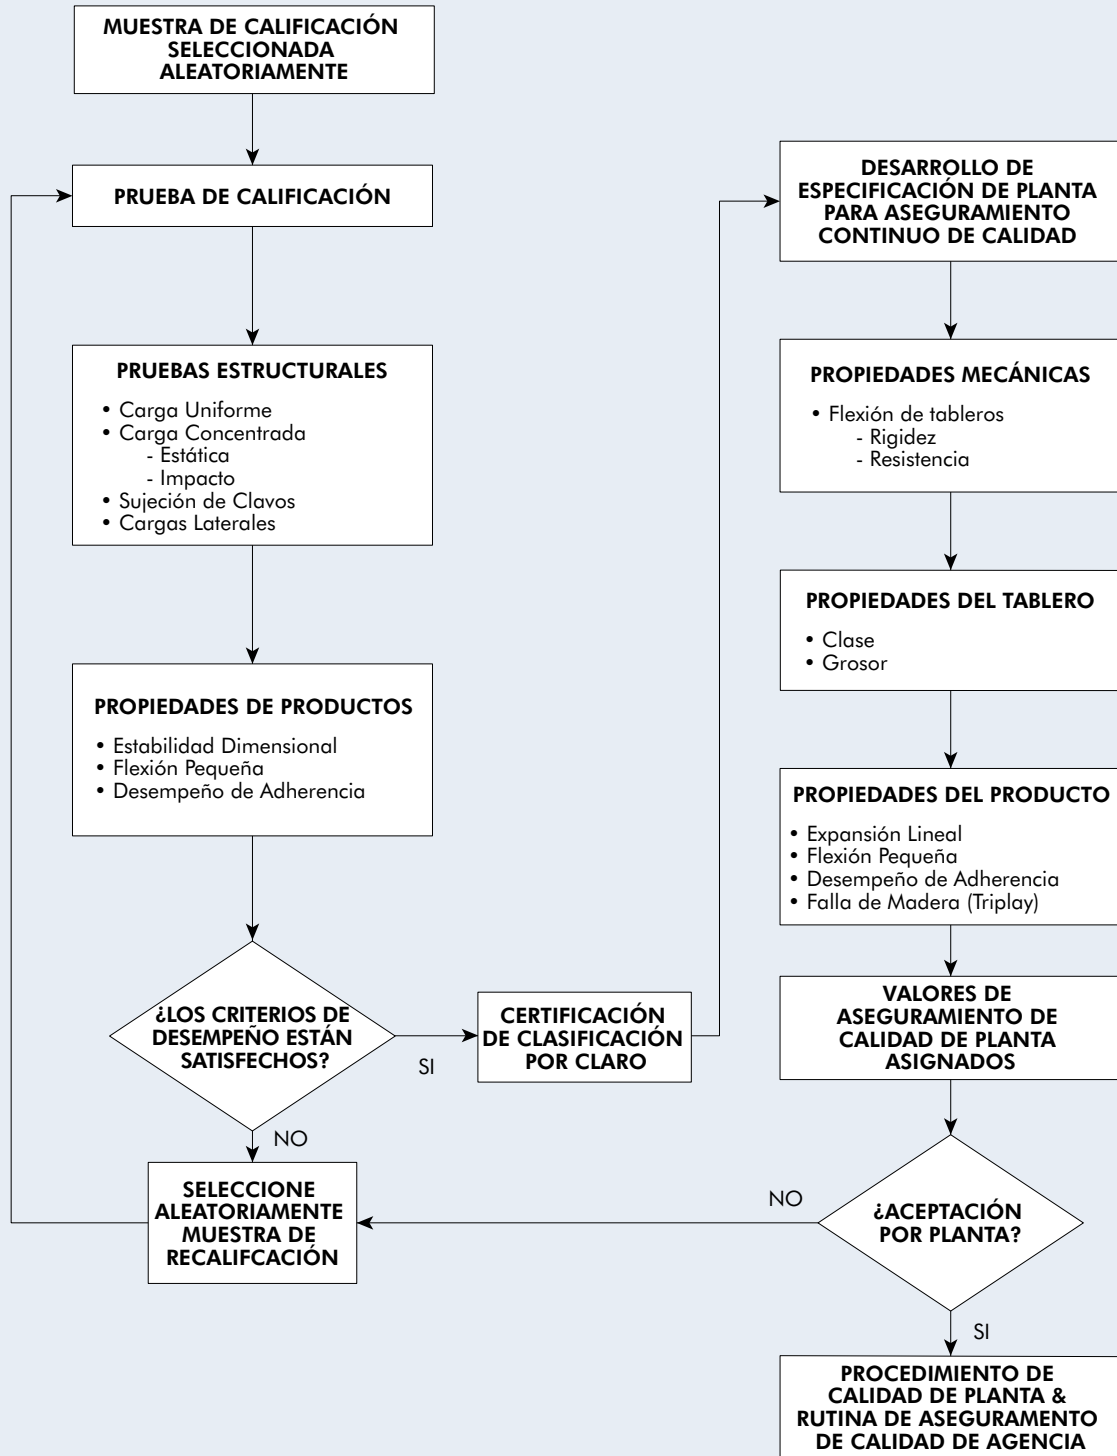 MUESTRA DE CALIFICACIÓN
SELECCIONADA
ALEATORIAMENTE
PRUEBA DE CALIFICACIÓN
PRUEBAS ESTRUCTURALES
• Carga Uniforme
• Carga Concentrada
- Estática
- Impacto
• Sujeción de Clavos
• Cargas Laterales
PROPIEDADES DE PRODUCTOS
• Estabilidad Dimensional
• Flexión Pequeña
• Desempeño de Adherencia
¿LOS CRITERIOS DE
DESEMPEÑO ESTÁN
SATISFECHOS?
SI
NO
CERTIFICACIÓN
DE CLASIFICACIÓN
POR CLARO
SELECCIONE
ALEATORIAMENTE
MUESTRA DE
RECALIFCACIÓN
DESARROLLO DE
ESPECIFICACIÓN DE PLANTA
PARA ASEGURAMIENTO
CONTINUO DE CALIDAD
PROPIEDADES MECÁNICAS
• Flexión de tableros
- Rigidez
- Resistencia
PROPIEDADES DEL TABLERO
• Clase
• Grosor
PROPIEDADES DEL PRODUCTO
• Expansión Lineal
• Flexión Pequeña
• Desempeño de Adherencia
• Falla de Madera (Triplay)
VALORES DE
ASEGURAMIENTO DE
CALIDAD DE PLANTA
ASIGNADOS
¿ACEPTACIÓN
POR PLANTA?
NO
SI
PROCEDIMIENTO DE
CALIDAD DE PLANTA &
RUTINA DE ASEGURAMENTO
DE CALIDAD DE AGENCIA